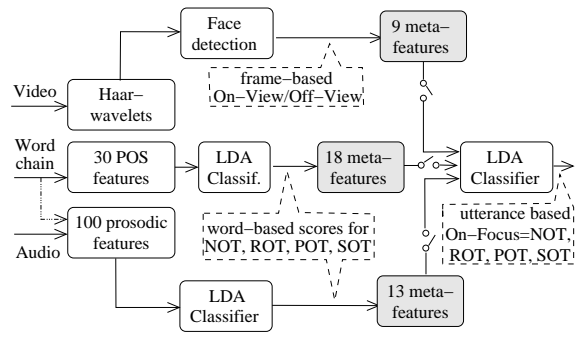 Face
detection
9 meta–
features
frame–based
On–View/Off–View
Video
Haar–
wavelets
Word
chain
30 POS
features
LDA
Classif.
18 meta–
features
LDA
Classifier
100 prosodic
features
word–based scores for
NOT, ROT, POT, SOT
utterance based
On–Focus=NOT,
ROT, POT, SOT
Audio
LDA
Classifier
13 meta–
features